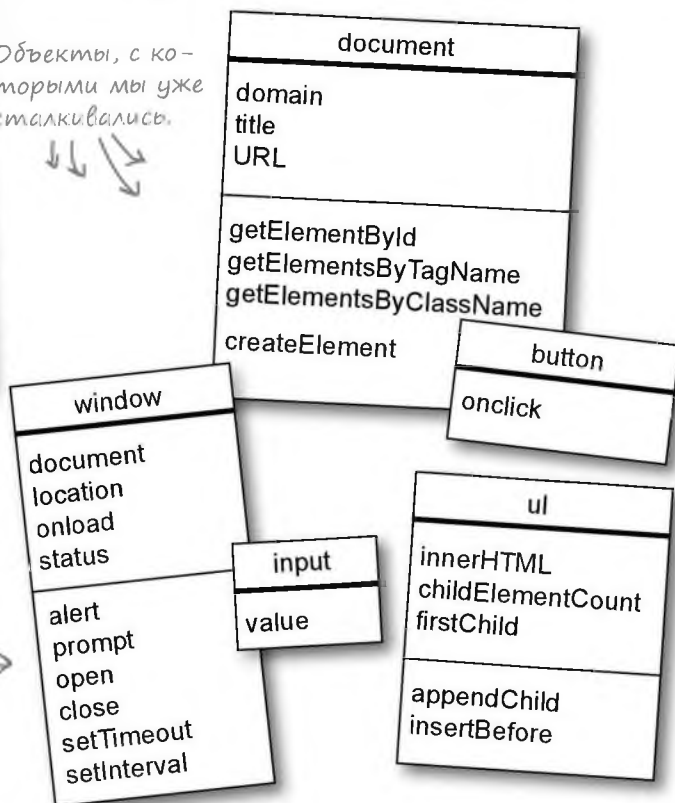 Объекты, с ко-
торыми мы уже
сталкивались.
document
domain
title
URL
getElementById
getElementsByTagName
getElementsByClassName
createElement
button
onclick
window
document
location
onload
status
alert
prompt
open
close
setTimeout
setInterval
input
value
ul
innerHTML
childElementCount
firstChild
appendChild
insertBefore